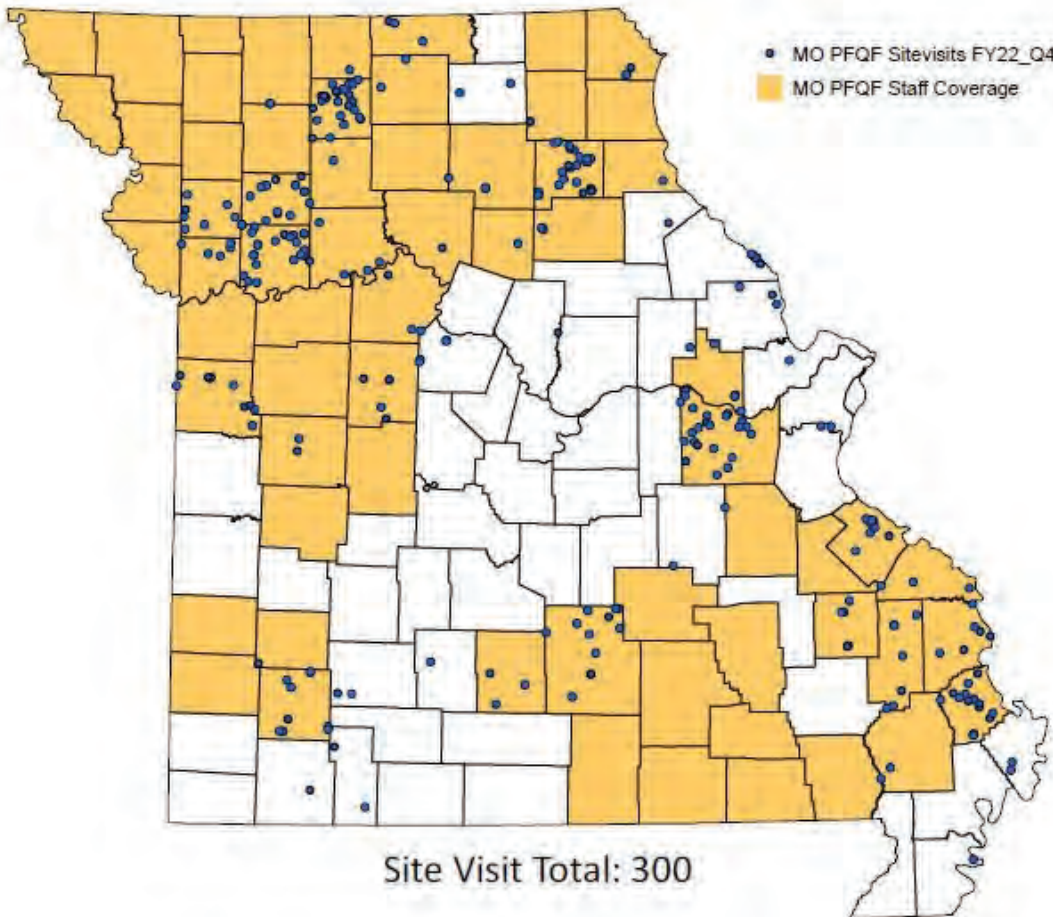 MO PFQF Sitevisits FY22_Q4
MO PFQF Staff Coverage
Site Visit Total: 300